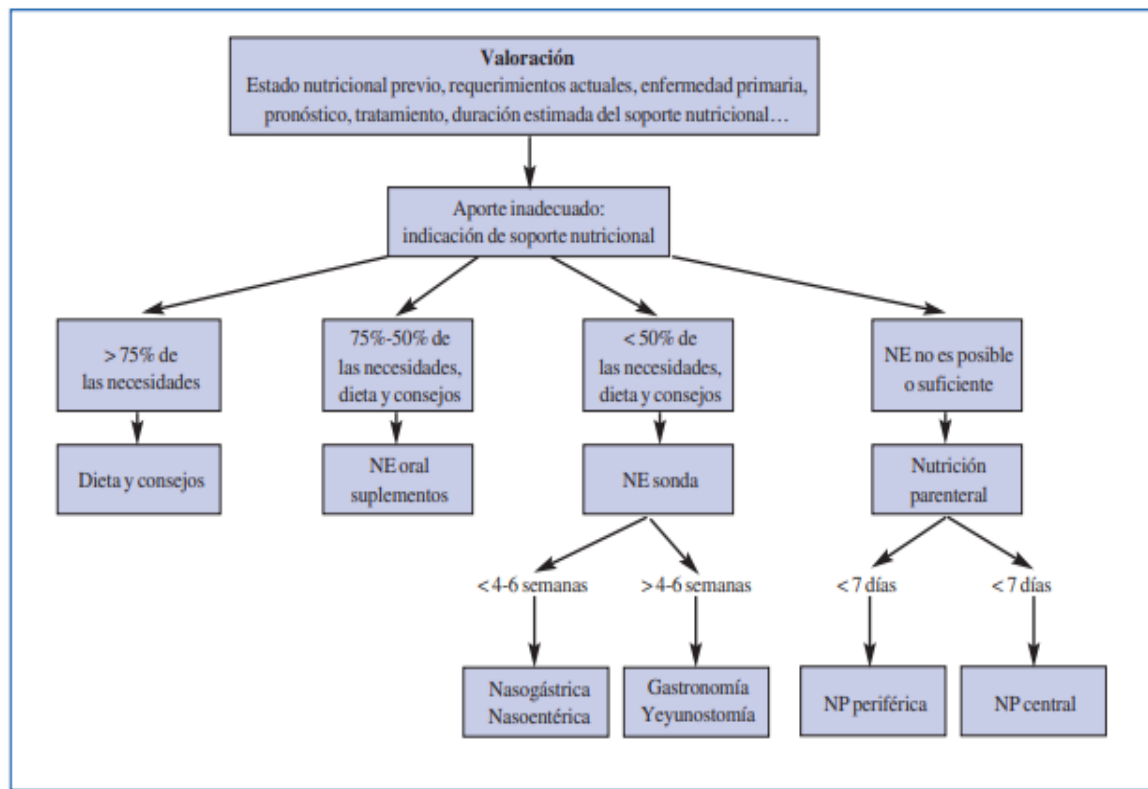 Valoración
Estado nutricional previo, requerimientos actuales, enfermedad primaria,
pronóstico, tratamiento, duración estimada del soporte nutricional…
Aporte inadecuado:
indicación de soporte nutricional
> 75% de
las necesidades
75%-50% de
las necesidades,
dieta y consejos
< 50% de
las necesidades,
dieta y consejos
NE no es posible
o suficiente
Dieta y consejos
NE oral
suplementos
NE sonda
Nutrición
parenteral
< 4-6 semanas
> 4-6 semanas
< 7 días
< 7 días
Nasogástrica
Nasoentérica
Gastronomía
Yeyunostomía
NP periférica
NP central